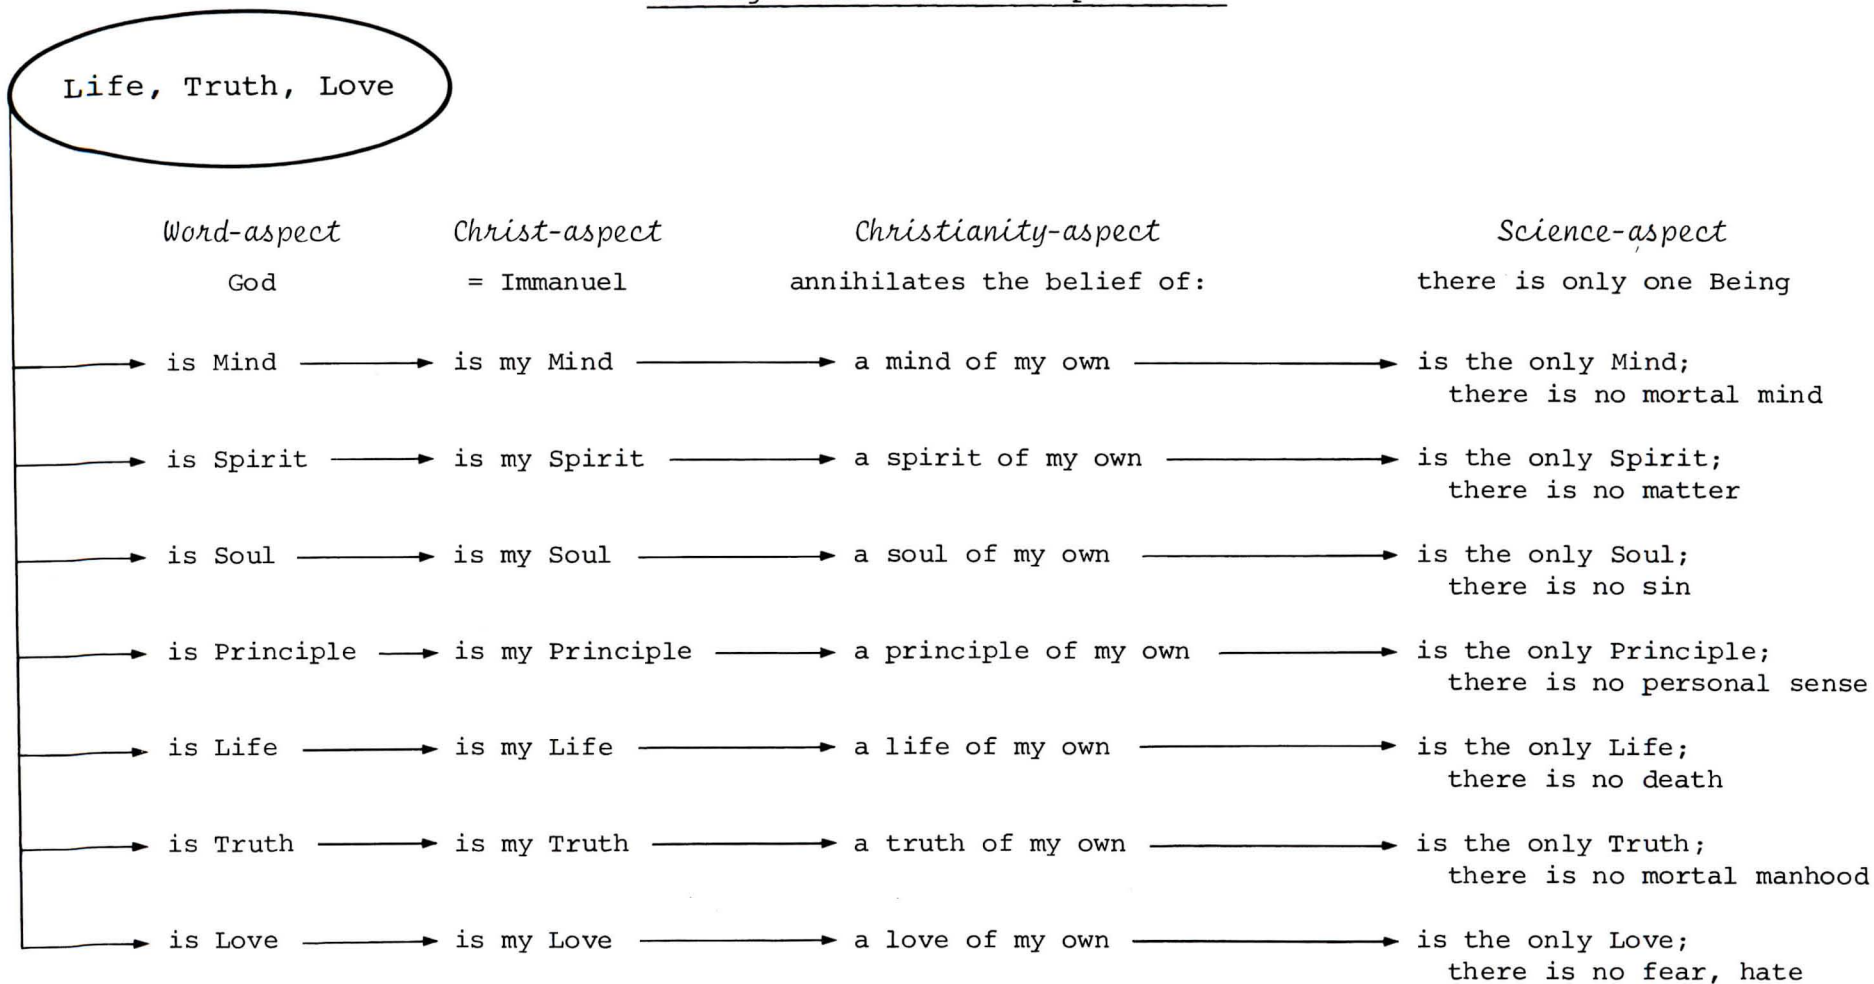 Life, Truth, Love
Word-aspect Christ-aspect Christianity-aspect Science-aspect
God = Immanuel annihilates the belief of: there is only one Being
is Mind is my Mind a mind of my own is the only Mind;
there is no mortal mind
is Spirit is my Spirit a spirit of my own is the only Spirit;
there is no matter
is Soul is my Soul a soul of my own is the only Soul;
there is no sin
is Principle is my Principle a principle of my own is the only Principle;
there is no personal sense
is Life is my Life a life of my own is the only Life;
there is no death
is Truth is my Truth a truth of my own is the only Truth;
there is no mortal manhood
is Love is my Love a love of my own is the only Love;
there is no fear, hate